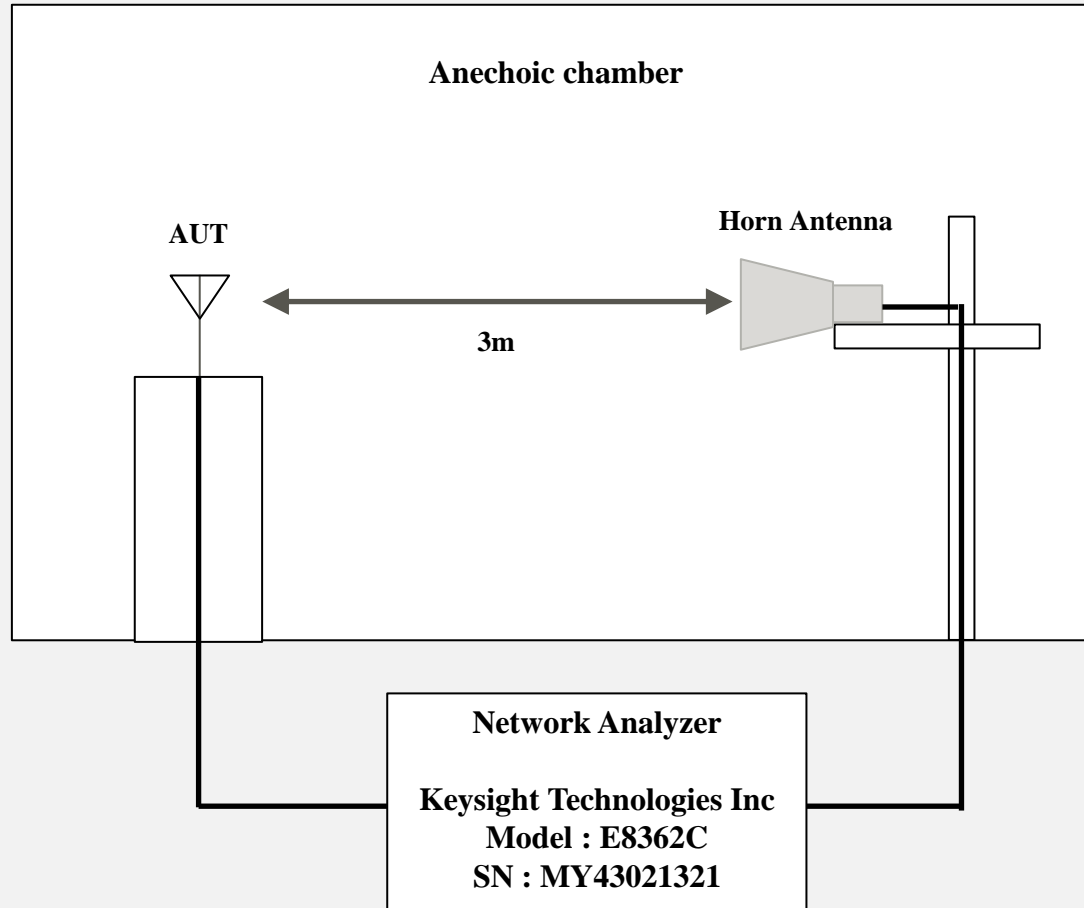 Anechoic chamber
Horn Antenna
AUT
3m
Network Analyzer
Keysight Technologies Inc
Model : E8362C
SN : MY43021321